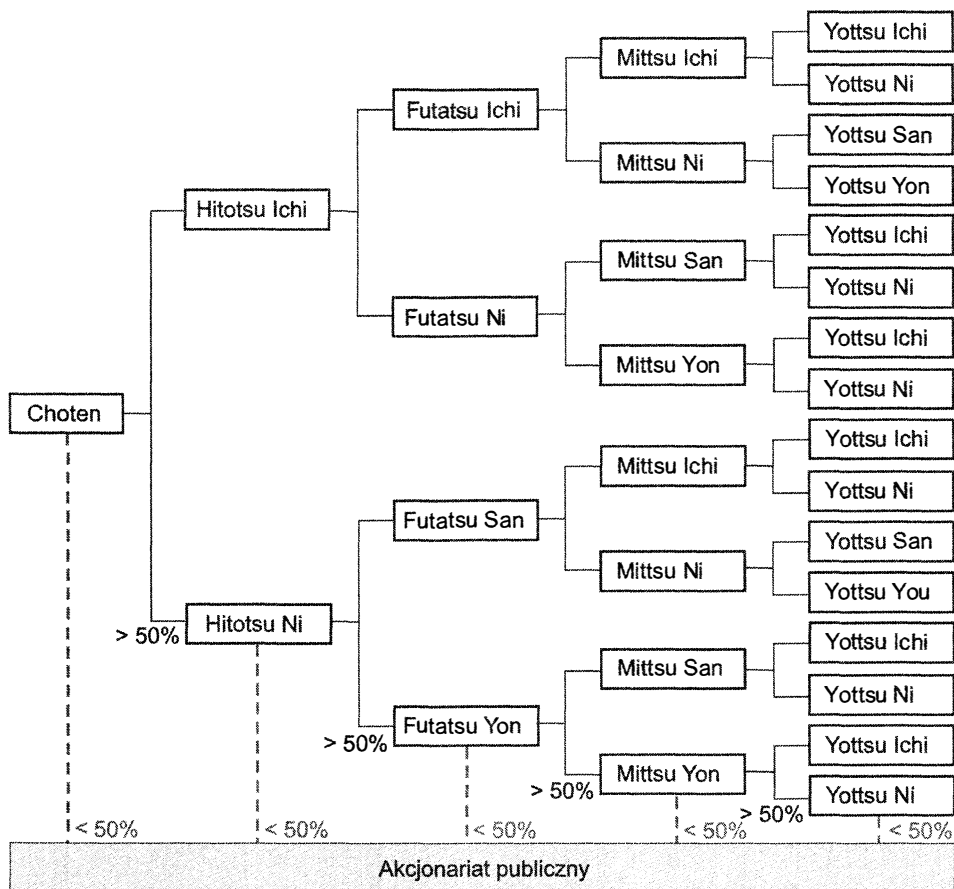 Yottsu Ichi
Mittsu Ichi
Yottsu Ni
Futatsu Ichi
Yottsu San
Mittsu Ni
Yottsu Yon
Hitotsu Ichi
Yottsu Ichi
Mittsu San
Yottsu Ni
Futatsu Ni
Yottsu Ichi
Mittsu Yon
Yottsu Ni
Choten
Yottsu Ichi
Mittsu Ichi
Yottsu Ni
Futatsu San
Yottsu San
Mittsu Ni
Yottsu You
Hitotsu Ni
> 50%
Yottsu Ichi
Mittsu San
Yottsu Ni
Futatsu Yon
> 50%
Yottsu Ichi
Mittsu Yon
> 50%
Yottsu Ni
> 50%
< 50%
< 50%
< 50%
< 50%
< 50%
Akcjonariat publiczny